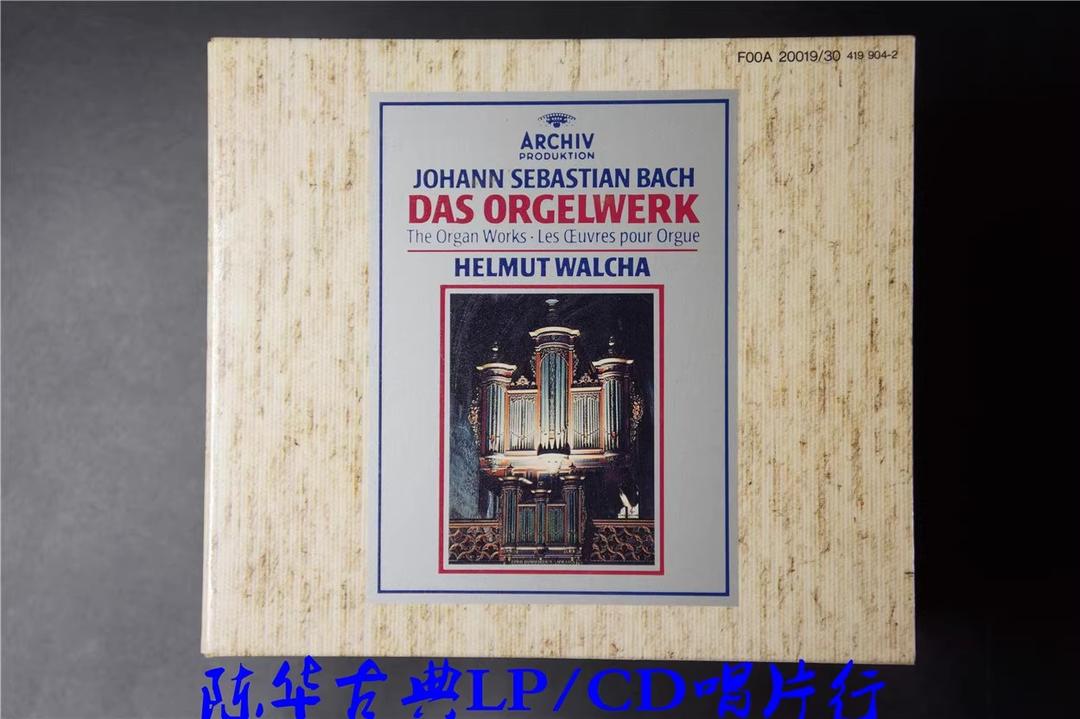 F00A 20019/30 419 904-2
ARCHIV
PRODUKTION
JOHANN SEBASTIAN BACH
DAS ORGELWERK
The Organ Works · Les Œuvres pour Orgue
HELMUT WALCHA
陈华古典LP/CD唱片行